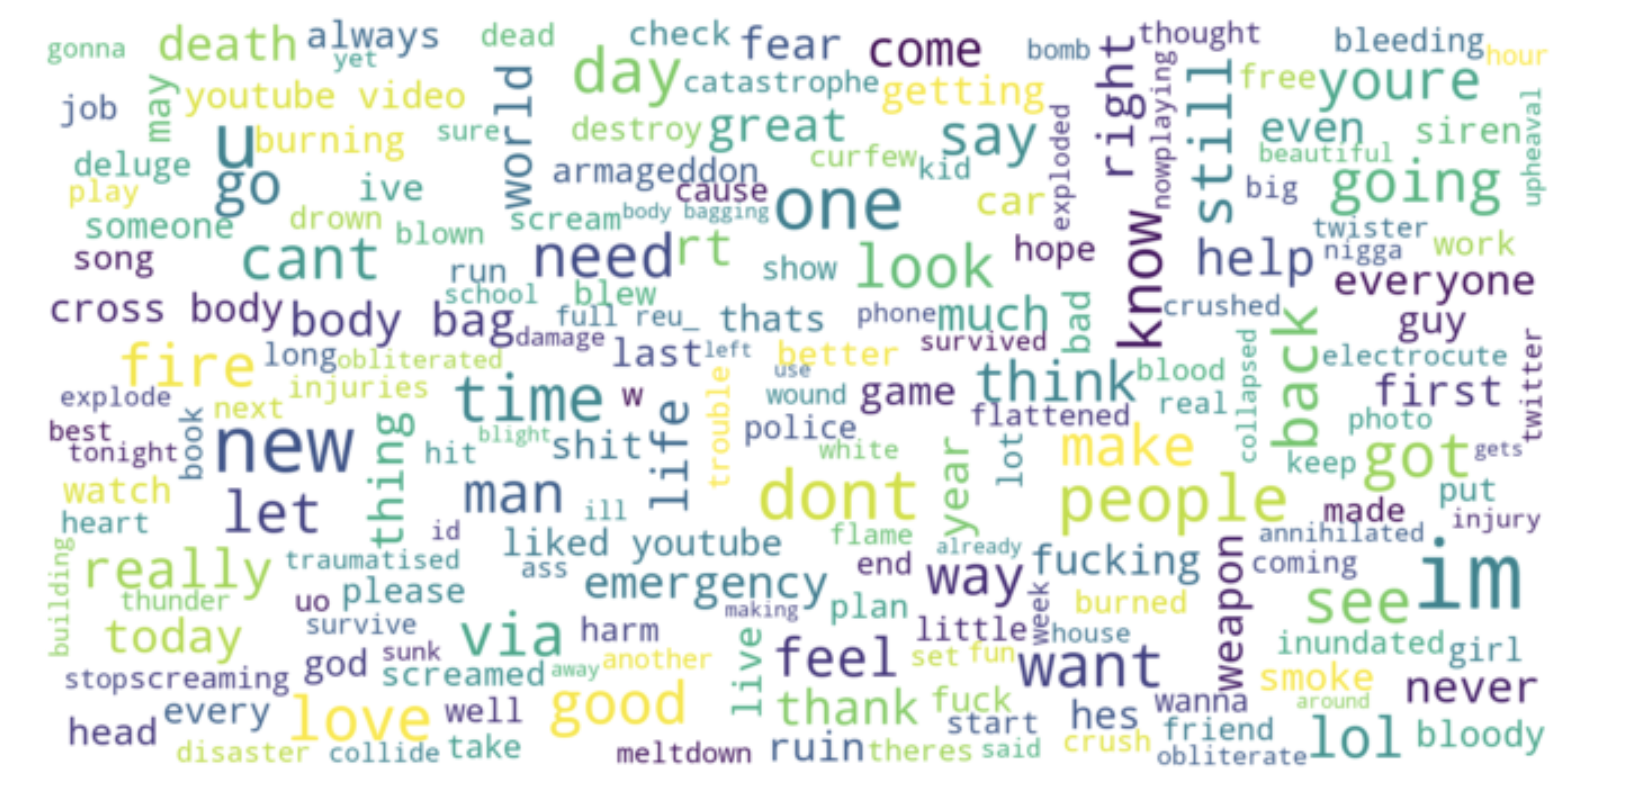 gonna
death
always
yet
dead
check
fear
come
bomb
thought
bleeding
hour
job
may
youtube video
world
day
catastrophe
getting
right
nowplaying
still
free
youre
u
burning
sure
destroy
great
say
exploded
even
siren
upheaval
deluge
armageddon
curfew
kid
beautiful
play
go
ive
cause
one
car
big
going
someone
drown
blown
scream
body bagging
know
twister
song
cant
run
need
rt
show
look
hope
help
nigga
work
school
blew
everyone
cross body
body bag
full reu_
thats
phone
much
bad
crushed
back
guy
damage
survived
fire
long
obliterated
last
left
better
collapsed
electrocute
twitter
explode
injuries
time
w
life
trouble
use
wound
game
think
blood
real
first
best
book
next
flattened
photo
tonight
new
thing
hit
blight
shit
police
white
year
lot
make
keep
got
gets
watch
let
man
ill
dont
people
made
put
heart
id
injury
building
really
traumatised
liked youtube
ass
flame
already
end
fucking
weapon
annihilated
coming
im
thunder
uo
please
emergency
making
plan
way
week
burned
see
today
survive
via
harm
live
little
house
inundated
girl
stopscreaming
god
sunk
screamed
away
another
feel
set
fun
want
smoke
never
head
every
love
well
good
thank
fuck
start
hes
wanna
around
friend
lol
bloody
disaster
collide
take
meltdown
ruin
theres
said
crush
obliterate